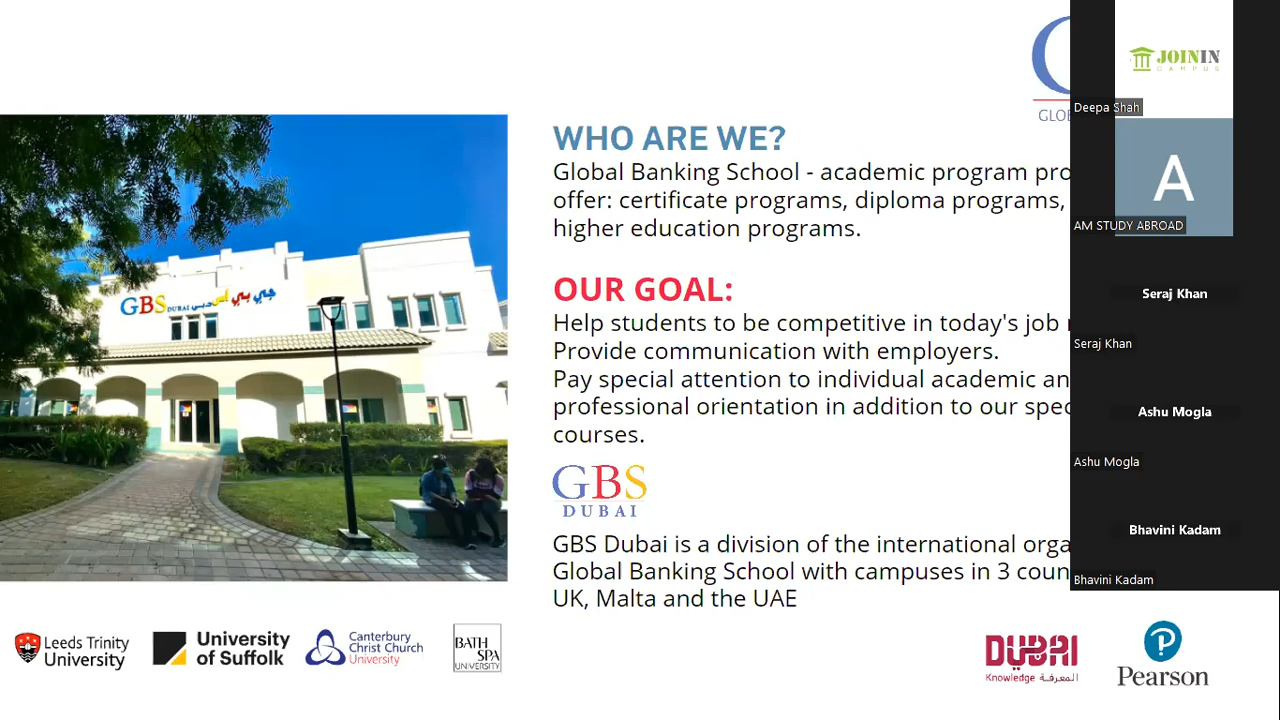 GLOB
WHO ARE WE?
Global Banking School - academic program pro
offer: certificate programs, diploma programs,
higher education programs.
OUR GOAL:
Help students to be competitive in today's job
Provide communication with employers.
Pay special attention to individual academic an
professional orientation in addition to our spec
courses.
GBS
DUBAI
GBS Dubai is a division of the international orga
Global Banking School with campuses in 3 coun
UK, Malta and the UAE
GBS DUBAI جي بي إس دبي
Leeds Trinity
University
University
of Suffolk
Canterbury
Christ Church
University
BATH
SPA
UNIVERSITY
DUBAI
Knowledge المعرفة
Pearson
JOININ
CAMPUS
Deepa Shah
A
AM STUDY ABROAD
Seraj Khan
Seraj Khan
Ashu Mogla
Ashu Mogla
Bhavini Kadam
Bhavini Kadam